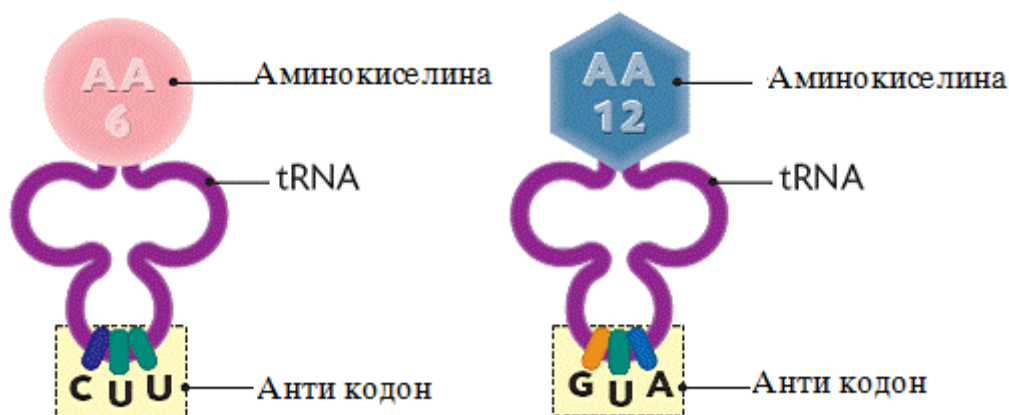 AA
6
Аминокиселина
tRNA
C U U
Анти кодон
AA
12
Аминокиселина
tRNA
G U A
Анти кодон